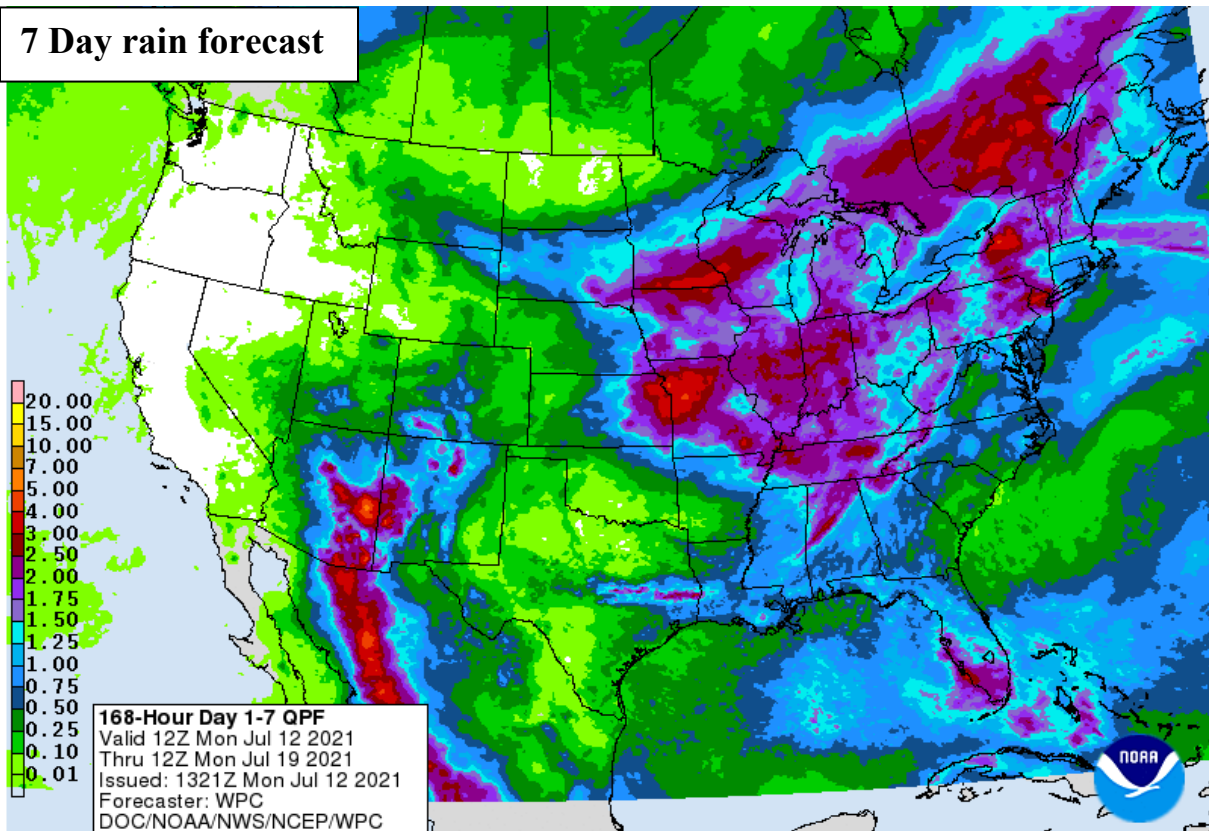 7 Day rain forecast
20.00
15.00
10.00
7.00
5.00
4.00
3.00
2.50
2.00
1.75
1.50
1.25
1.00
0.75
0.50
0.25
0.10
0.01
168-Hour Day 1-7 QPF
Valid 12Z Mon Jul 12 2021
Thru 12Z Mon Jul 19 2021
Issued: 1321Z Mon Jul 12 2021
Forecaster: WPC
DOC/NOAA/NWS/NCEP/WPC
NOAA